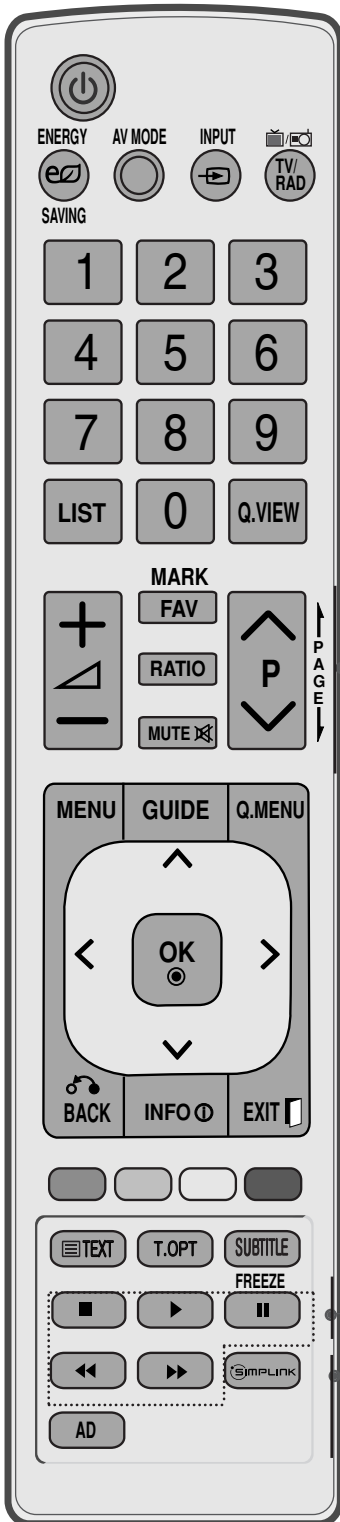 ENERGY AV MODE INPUT
TV/
RAD
SAVING
1 2 3
4 5 6
7 8 9
LIST 0 Q.VIEW
MARK
FAV
RATIO P
MUTE
PAGE
MENU GUIDE Q.MENU
OK
BACK INFO EXIT
TEXT T.OPT SUBTITLE
FREEZE
SIMPLINK
AD